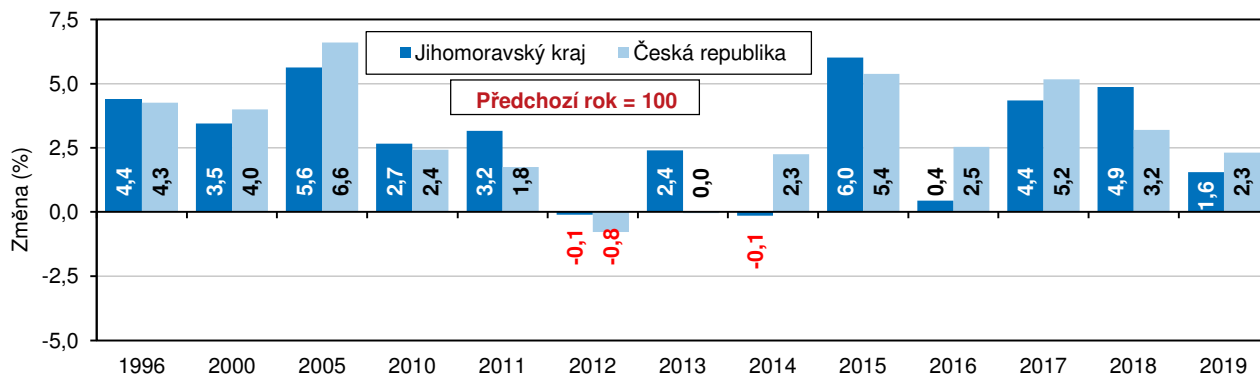 7,5
5,0
2,5
0,0
-2,5
-5,0
Změna (%)
Jihomoravský kraj Česká republika
Předchozí rok = 100
4,4 4,3 3,5 4,0 5,6 6,6 2,7 2,4 3,2 1,8 -0,1 -0,8 2,4 0,0 -0,1 2,3 6,0 5,4 0,4 2,5 4,4 5,2 4,9 3,2 1,6 2,3
1996 2000 2005 2010 2011 2012 2013 2014 2015 2016 2017 2018 2019